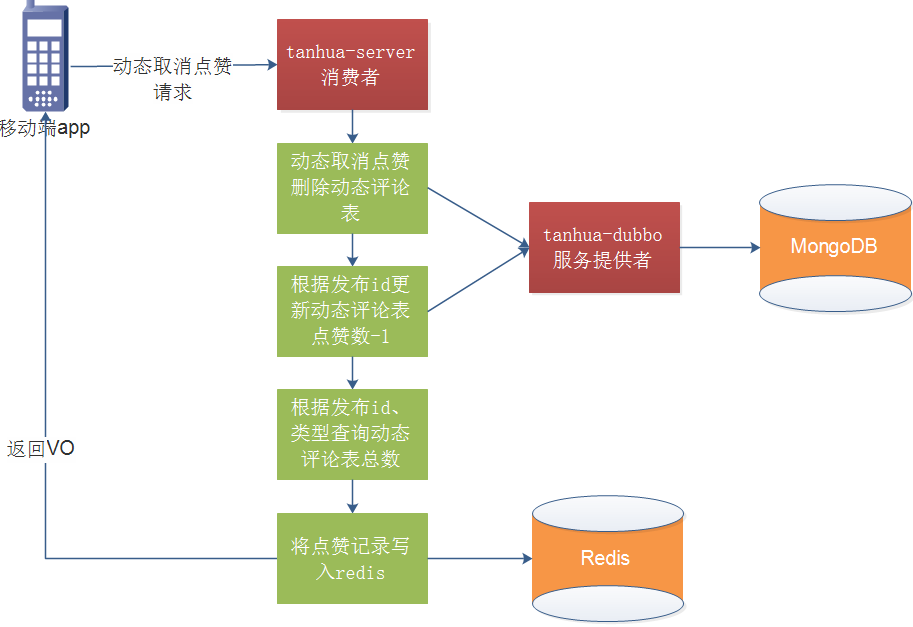 动态取消点赞
请求
移动端app
tanhua-server
消费者
动态取消点赞
删除动态评论
表
根据发布id更
新动态评论表
点赞数-1
tanhua-dubbo
服务提供者
MongoDB
根据发布id、
类型查询动态
评论表总数
返回VO
将点赞记录写
入redis
Redis